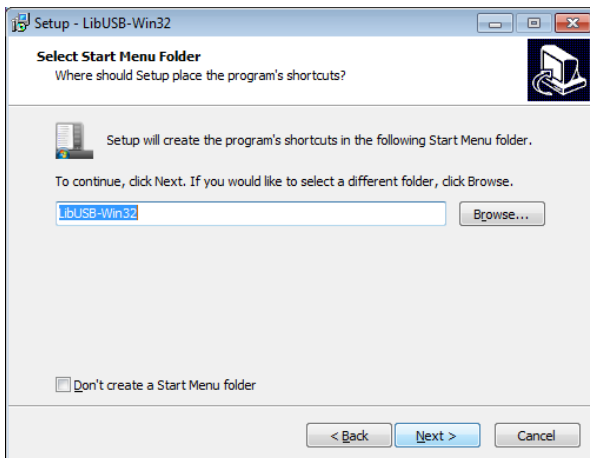 Setup - LibUSB-Win32
Select Start Menu Folder
Where should Setup place the program's shortcuts?
Setup will create the program's shortcuts in the following Start Menu folder.
To continue, click Next. If you would like to select a different folder, click Browse.
LibUSB-Win32
Browse...
Don't create a Start Menu folder
< Back
Next >
Cancel